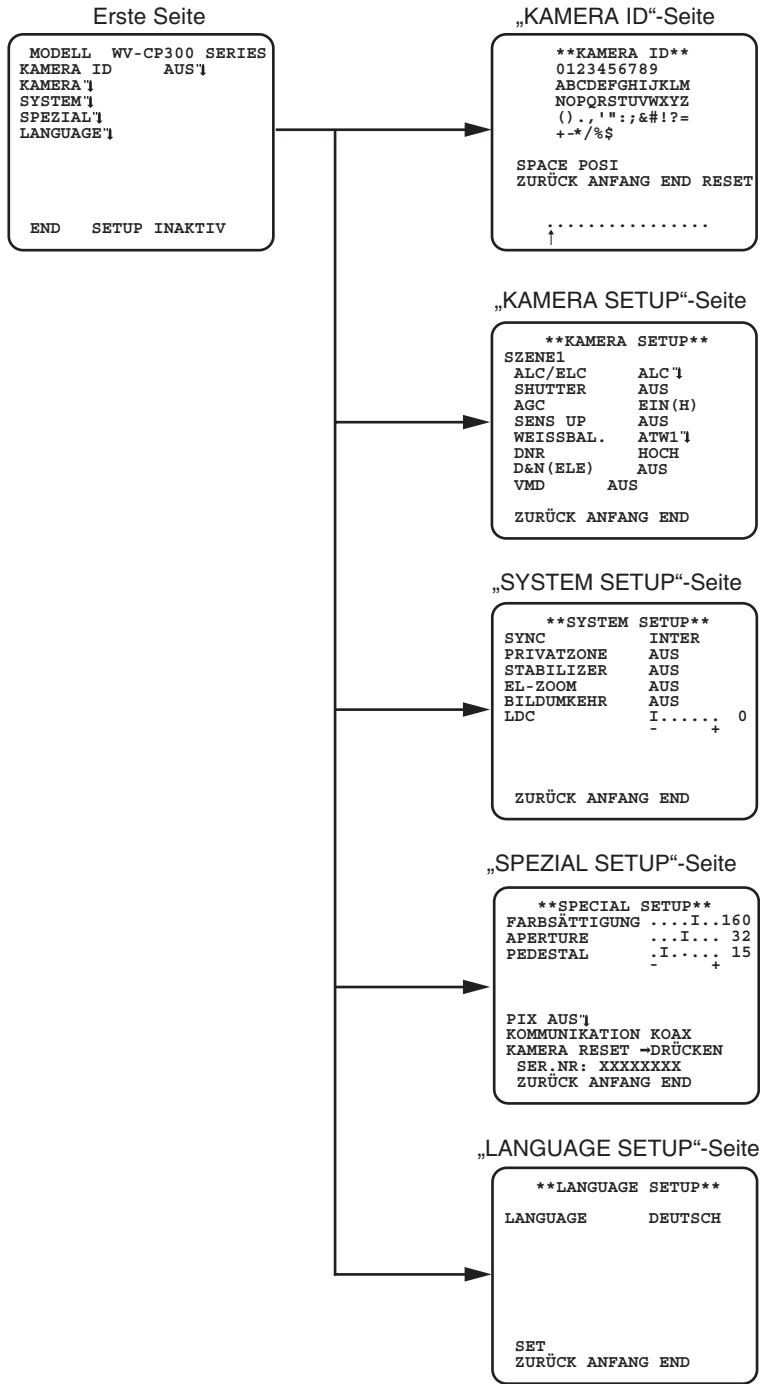 Erste Seite
MODELL WV-CP300 SERIES
KAMERA ID AUS
KAMERA
SYSTEM
SPEZIAL
LANGUAGE
END SETUP INAKTIV
„KAMERA ID“-Seite
**KAMERA ID**
0123456789
ABCDEFGHIJKLM
NOPQRSTUVWXYZ
().,'":;&#!?=
+-*/%$
SPACE POSI
ZURÜCK ANFANG END RESET
................
↑
„KAMERA SETUP“-Seite
**KAMERA SETUP**
SZENE1
ALC/ELC ALC
SHUTTER AUS
AGC EIN(H)
SENS UP AUS
WEISSBAL. ATW1
DNR HOCH
D&N(ELE) AUS
VMD AUS
ZURÜCK ANFANG END
„SYSTEM SETUP“-Seite
**SYSTEM SETUP**
SYNC INTER
PRIVATZONE AUS
STABILIZER AUS
EL-ZOOM AUS
BILDUMKEHR AUS
LDC I...... 0
- +
ZURÜCK ANFANG END
„SPEZIAL SETUP“-Seite
**SPECIAL SETUP**
FARBSÄTTIGUNG ....I..160
APERTURE ...I... 32
PEDESTAL .I..... 15
- +
PIX AUS
KOMMUNIKATION KOAX
KAMERA RESET →DRÜCKEN
SER.NR: XXXXXXXX
ZURÜCK ANFANG END
„LANGUAGE SETUP“-Seite
**LANGUAGE SETUP**
LANGUAGE DEUTSCH
SET
ZURÜCK ANFANG END